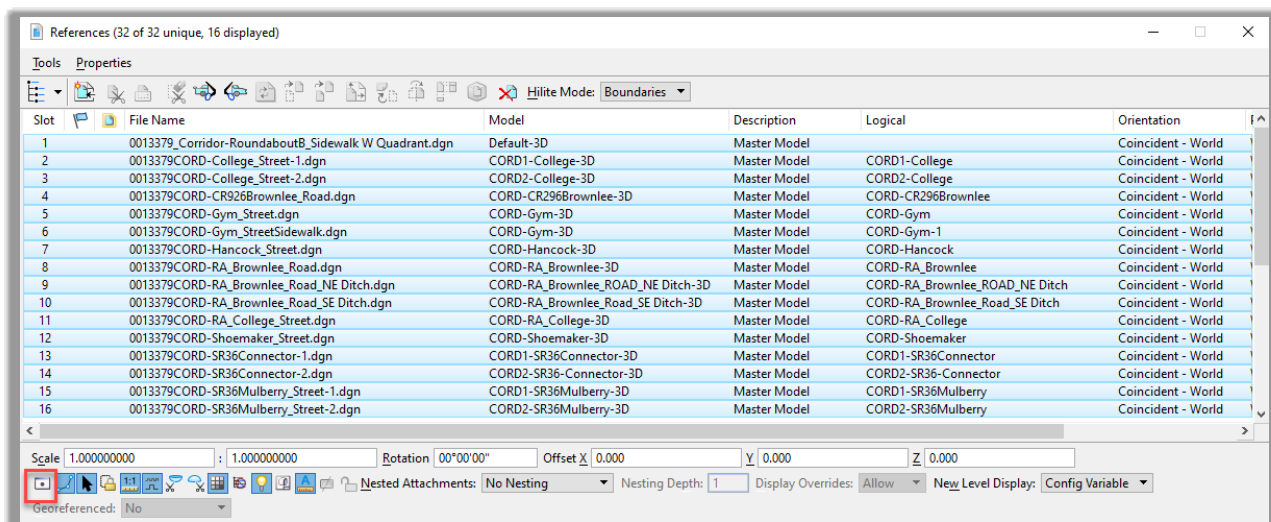 References (32 of 32 unique, 16 displayed)
Tools Properties
Hilite Mode: Boundaries
Slot File Name Model Description Logical Orientation
1 0013379_Corridor-RoundaboutB_Sidewalk W Quadrant.dgn Default-3D Master Model Coincident - World
2 0013379CORD-College_Street-1.dgn CORD1-College-3D Master Model CORD1-College Coincident - World
3 0013379CORD-College_Street-2.dgn CORD2-College-3D Master Model CORD2-College Coincident - World
4 0013379CORD-CR926Brownlee_Road.dgn CORD-CR296Brownlee-3D Master Model CORD-CR296Brownlee Coincident - World
5 0013379CORD-Gym_Street.dgn CORD-Gym-3D Master Model CORD-Gym Coincident - World
6 0013379CORD-Gym_StreetSidewalk.dgn CORD-Gym-3D Master Model CORD-Gym-1 Coincident - World
7 0013379CORD-Hancock_Street.dgn CORD-Hancock-3D Master Model CORD-Hancock Coincident - World
8 0013379CORD-RA_Brownlee_Road.dgn CORD-RA_Brownlee-3D Master Model CORD-RA_Brownlee Coincident - World
9 0013379CORD-RA_Brownlee_Road_NE Ditch.dgn CORD-RA_Brownlee_ROAD_NE Ditch-3D Master Model CORD-RA_Brownlee_ROAD_NE Ditch Coincident - World
10 0013379CORD-RA_Brownlee_Road_SE Ditch.dgn CORD-RA_Brownlee_Road_SE Ditch-3D Master Model CORD-RA_Brownlee_Road_SE Ditch Coincident - World
11 0013379CORD-RA_College_Street.dgn CORD-RA_College-3D Master Model CORD-RA_College Coincident - World
12 0013379CORD-Shoemaker_Street.dgn CORD-Shoemaker-3D Master Model CORD-Shoemaker Coincident - World
13 0013379CORD-SR36Connector-1.dgn CORD1-SR36Connector-3D Master Model CORD1-SR36Connector Coincident - World
14 0013379CORD-SR36Connector-2.dgn CORD2-SR36-Connector-3D Master Model CORD2-SR36-Connector Coincident - World
15 0013379CORD-SR36Mulberry_Street-1.dgn CORD1-SR36Mulberry-3D Master Model CORD1-SR36Mulberry Coincident - World
16 0013379CORD-SR36Mulberry_Street-2.dgn CORD2-SR36Mulberry-3D Master Model CORD2-SR36Mulberry Coincident - World
Scale 1.000000000 : 1.000000000 Rotation 00°00'00" Offset X 0.000 Y 0.000 Z 0.000
1:1 A Nested Attachments: No Nesting Nesting Depth: 1 Display Overrides: Allow New Level Display: Config Variable
Georeferenced: No